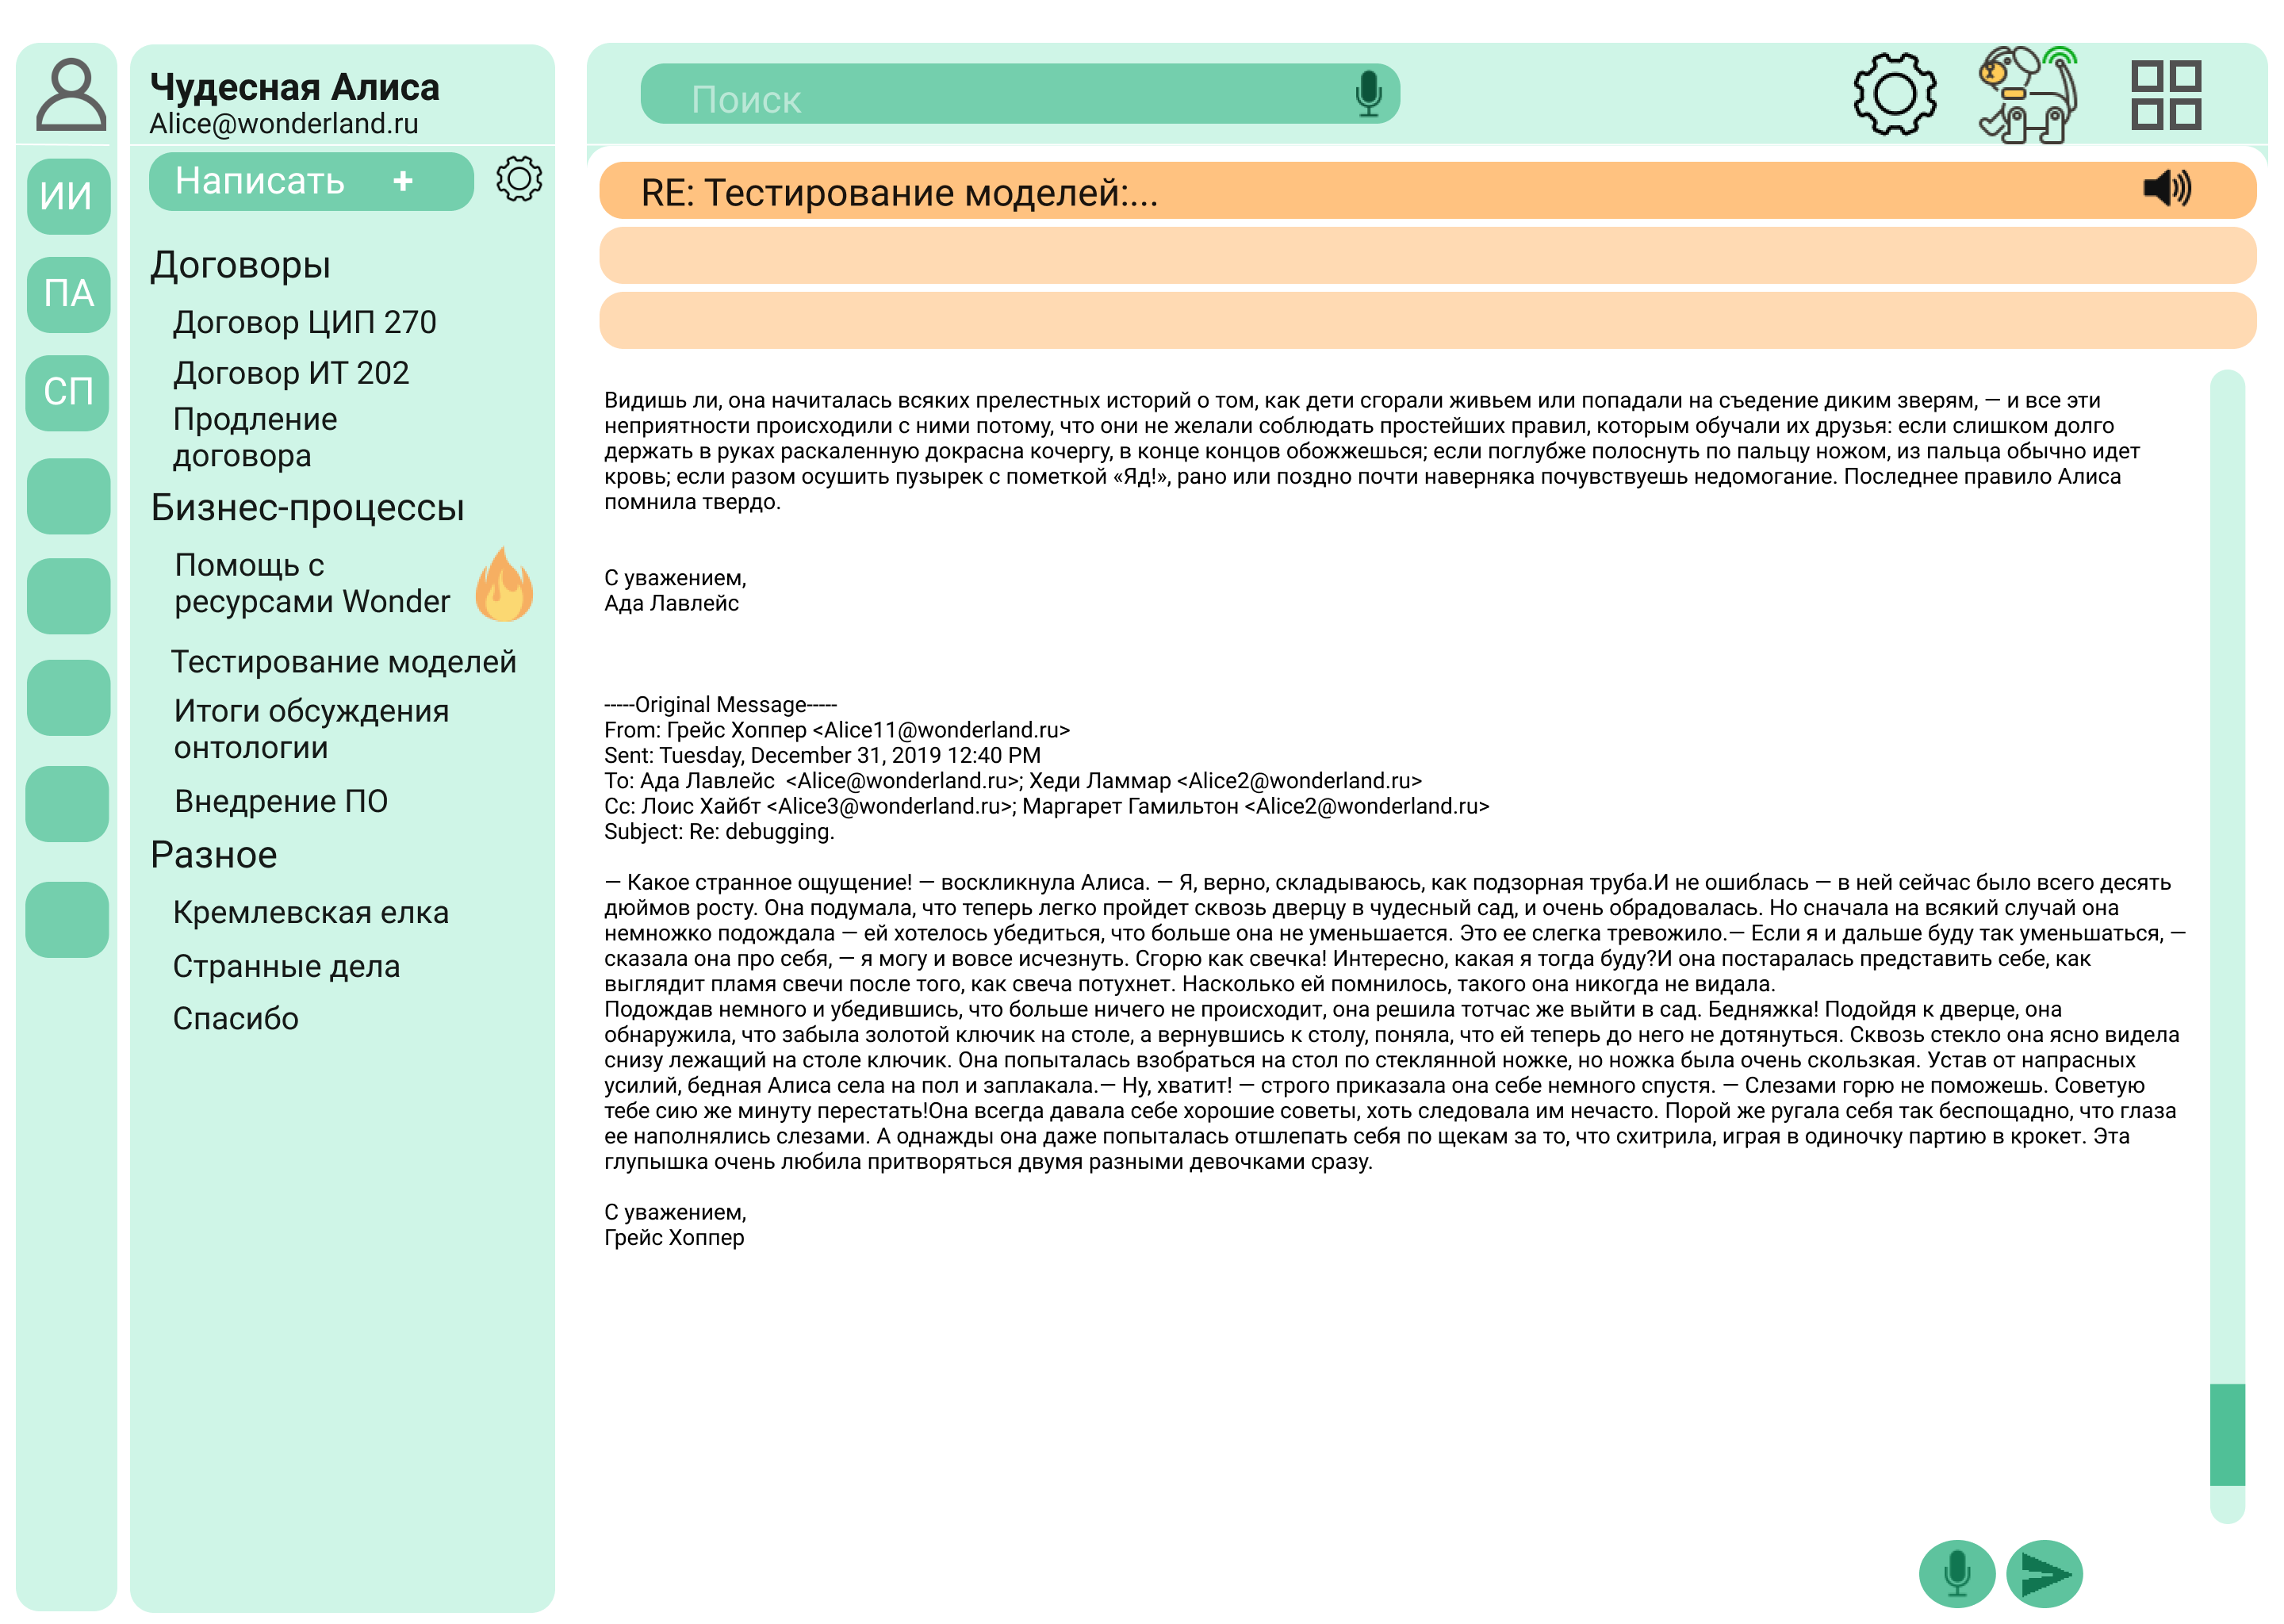 Чудесная Алиса
Alice@wonderland.ru
ИИ
ПА
СП
Написать +
Договоры
Договор ЦИП 270
Договор ИТ 202
Продление
договора
Бизнес-процессы
Помощь с
ресурсами Wonder
Тестирование моделей
Итоги обсуждения
онтологии
Внедрение ПО
Разное
Кремлевская елка
Странные дела
Спасибо
Поиск
RE: Тестирование моделей:...
Видишь ли, она начиталась всяких прелестных историй о том, как дети сгорали живьем или попадали на съедение диким зверям, — и все эти
неприятности происходили с ними потому, что они не желали соблюдать простейших правил, которым обучали их друзья: если слишком долго
держать в руках раскаленную докрасна кочергу, в конце концов обожжешься; если поглубже полоснуть по пальцу ножом, из пальца обычно идет
кровь; если разом осушить пузырек с пометкой «Яд!», рано или поздно почти наверняка почувствуешь недомогание. Последнее правило Алиса
помнила твердо.
С уважением,
Ада Лавлейс
-----Original Message-----
From: Грейс Хоппер <Alice11@wonderland.ru>
Sent: Tuesday, December 31, 2019 12:40 PM
To: Ада Лавлейс  <Alice@wonderland.ru>; Хеди Ламмар <Alice2@wonderland.ru>
Cc: Лоис Хайбт <Alice3@wonderland.ru>; Маргарет Гамильтон <Alice2@wonderland.ru>
Subject: Re: debugging.
— Какое странное ощущение! — воскликнула Алиса. — Я, верно, складываюсь, как подзорная труба.И не ошиблась — в ней сейчас было всего десять
дюймов росту. Она подумала, что теперь легко пройдет сквозь дверцу в чудесный сад, и очень обрадовалась. Но сначала на всякий случай она
немножко подождала — ей хотелось убедиться, что больше она не уменьшается. Это ее слегка тревожило.— Если я и дальше буду так уменьшаться, —
сказала она про себя, — я могу и вовсе исчезнуть. Сгорю как свечка! Интересно, какая я тогда буду?И она постаралась представить себе, как
выглядит пламя свечи после того, как свеча потухнет. Насколько ей помнилось, такого она никогда не видала.
Подождав немного и убедившись, что больше ничего не происходит, она решила тотчас же выйти в сад. Бедняжка! Подойдя к дверце, она
обнаружила, что забыла золотой ключик на столе, а вернувшись к столу, поняла, что ей теперь до него не дотянуться. Сквозь стекло она ясно видела
снизу лежащий на столе ключик. Она попыталась взобраться на стол по стеклянной ножке, но ножка была очень скользкая. Устав от напрасных
усилий, бедная Алиса села на пол и заплакала.— Ну, хватит! — строго приказала она себе немного спустя. — Слезами горю не поможешь. Советую
тебе сию же минуту перестать!Она всегда давала себе хорошие советы, хоть следовала им нечасто. Порой же ругала себя так беспощадно, что глаза
ее наполнялись слезами. А однажды она даже попыталась отшлепать себя по щекам за то, что схитрила, играя в одиночку партию в крокет. Эта
глупышка очень любила притворяться двумя разными девочками сразу.
С уважением,
Грейс Хоппер